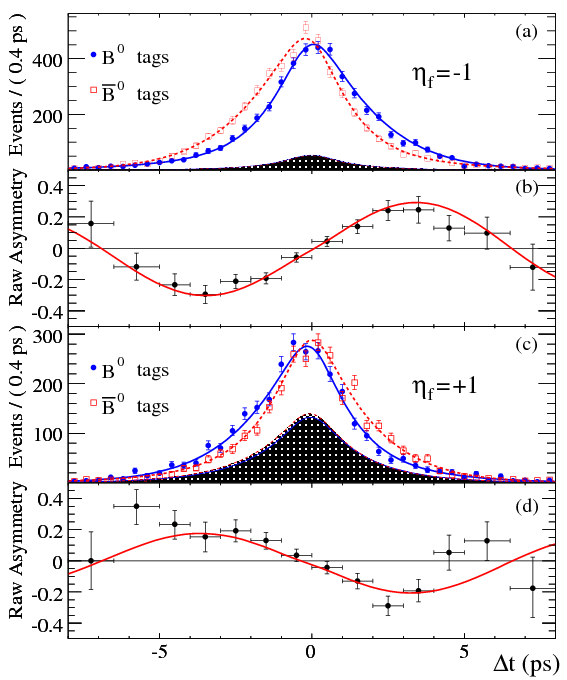 Events / ( 0.4 ps )
400
200
(a)
B⁰ tags
B̅⁰ tags
η_f=-1
Raw Asymmetry
0.4
0.2
0
-0.2
-0.4
(b)
Events / ( 0.4 ps )
300
200
100
(c)
B⁰ tags
B̅⁰ tags
η_f=+1
Raw Asymmetry
0.4
0.2
0
-0.2
-0.4
(d)
-5 0 5
Δt (ps)